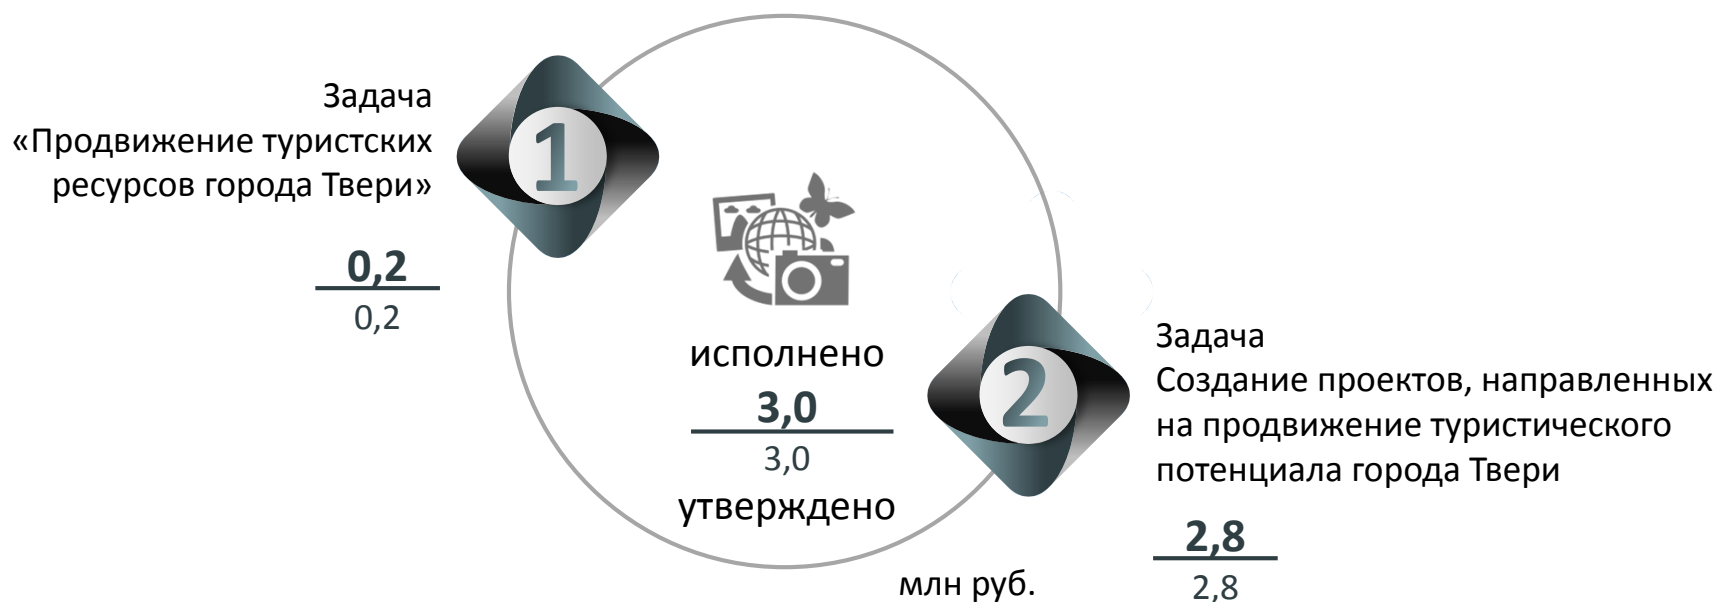 Задача
«Продвижение туристских
ресурсов города Твери»
0,2
0,2
1
исполнено
3,0
3,0
утверждено
млн руб.
2
Задача
Создание проектов, направленных
на продвижение туристического
потенциала города Твери
2,8
2,8